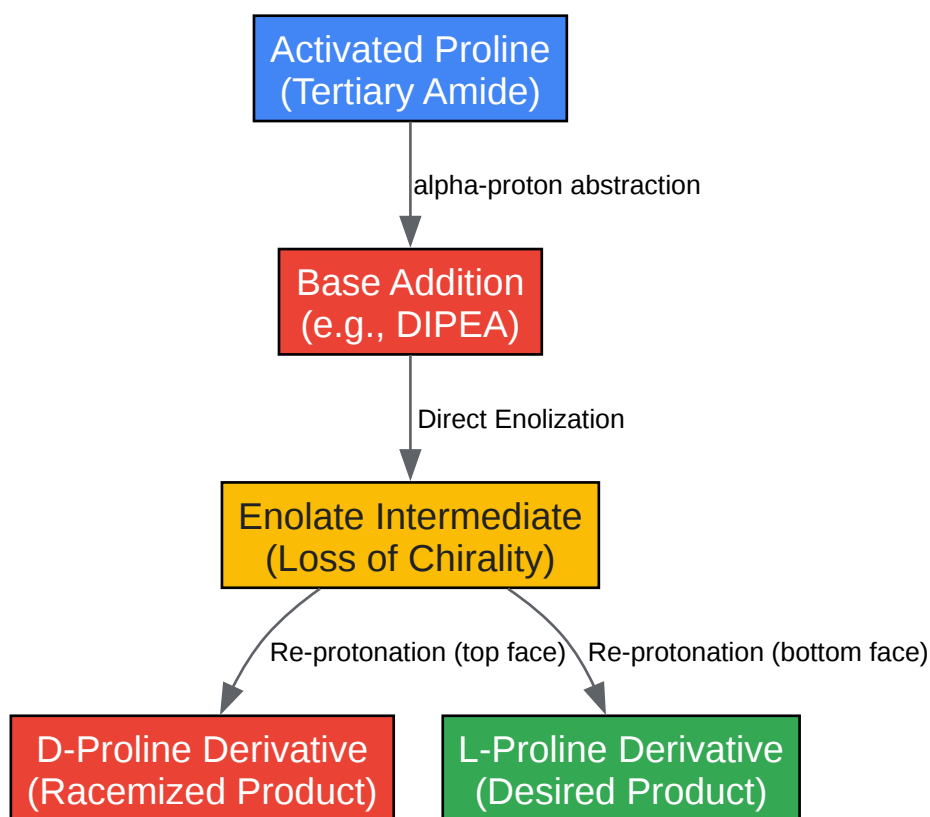 Activated Proline
(Tertiary Amide)
alpha-proton abstraction
Base Addition
(e.g., DIPEA)
Direct Enolization
Enolate Intermediate
(Loss of Chirality)
Re-protonation (top face)
Re-protonation (bottom face)
D-Proline Derivative
(Racemized Product)
L-Proline Derivative
(Desired Product)